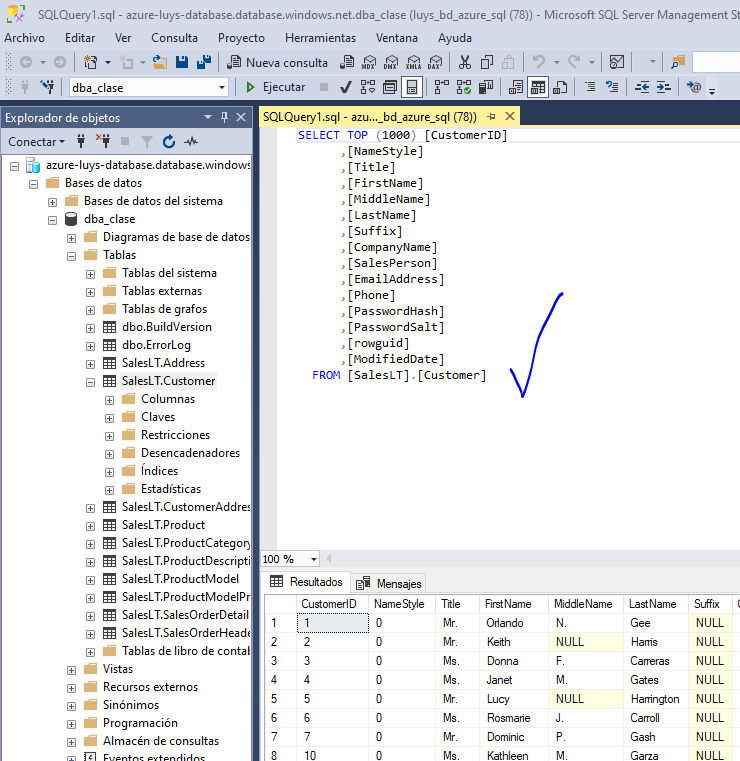 SQLQuery1.sql - azure-luys-database.database.windows.net.dba_clase (luys_bd_azure_sql (78)) - Microsoft SQL Server Management St
Archivo Editar Ver Consulta Proyecto Herramientas Ventana Ayuda
Nueva consulta MDX DMX XMLA DAX
dba_clase Ejecutar
Explorador de objetos
Conectar
azure-luys-database.database.windows
Bases de datos
Bases de datos del sistema
dba_clase
Diagramas de base de datos
Tablas
Tablas del sistema
Tablas externas
Tablas de grafos
dbo.BuildVersion
dbo.ErrorLog
SalesLT.Address
SalesLT.Customer
Columnas
Claves
Restricciones
Desencadenadores
Índices
Estadísticas
SalesLT.CustomerAddres
SalesLT.Product
SalesLT.ProductCategory
SalesLT.ProductDescripti
SalesLT.ProductModel
SalesLT.ProductModelPr
SalesLT.SalesOrderDetail
SalesLT.SalesOrderHeade
Tablas de libro de contab
Vistas
Recursos externos
Sinónimos
Programación
Almacén de consultas
Eventos extendidos
SQLQuery1.sql - azu..._bd_azure_sql (78))
SELECT TOP (1000) [CustomerID]
,[NameStyle]
,[Title]
,[FirstName]
,[MiddleName]
,[LastName]
,[Suffix]
,[CompanyName]
,[SalesPerson]
,[EmailAddress]
,[Phone]
,[PasswordHash]
,[PasswordSalt]
,[rowguid]
,[ModifiedDate]
FROM [SalesLT].[Customer]
100 %
Resultados Mensajes
CustomerID NameStyle Title FirstName MiddleName LastName Suffix C
1 1 0 Mr. Orlando N. Gee NULL
2 2 0 Mr. Keith NULL Harris NULL
3 3 0 Ms. Donna F. Carreras NULL
4 4 0 Ms. Janet M. Gates NULL
5 5 0 Mr. Lucy NULL Harrington NULL
6 6 0 Ms. Rosmarie J. Carroll NULL
7 7 0 Mr. Dominic P. Gash NULL
8 10 0 Ms. Kathleen M. Garza NULL